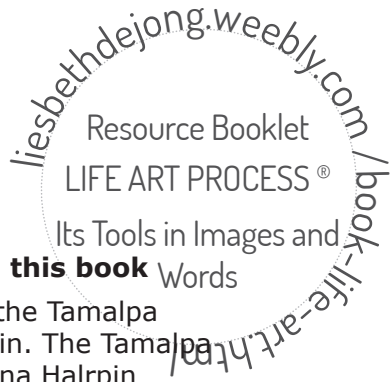 liesbethdejong.weebly.com /book-life-art.html
Resource Booklet
LIFE ART PROCESS ®
Its Tools in Images and
Words
this book
the Tamalpa
in. The Tamalpa
na Halrpin